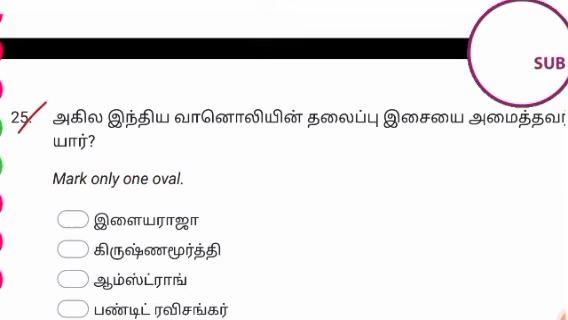 SUB
25. அகில இந்திய வானொலியின் தலைப்பு இசையை அமைத்தவர்
யார்?
Mark only one oval.
இளையராஜா
கிருஷ்ணமூர்த்தி
ஆம்ஸ்ட்ராங்
பண்டிட் ரவிசங்கர்